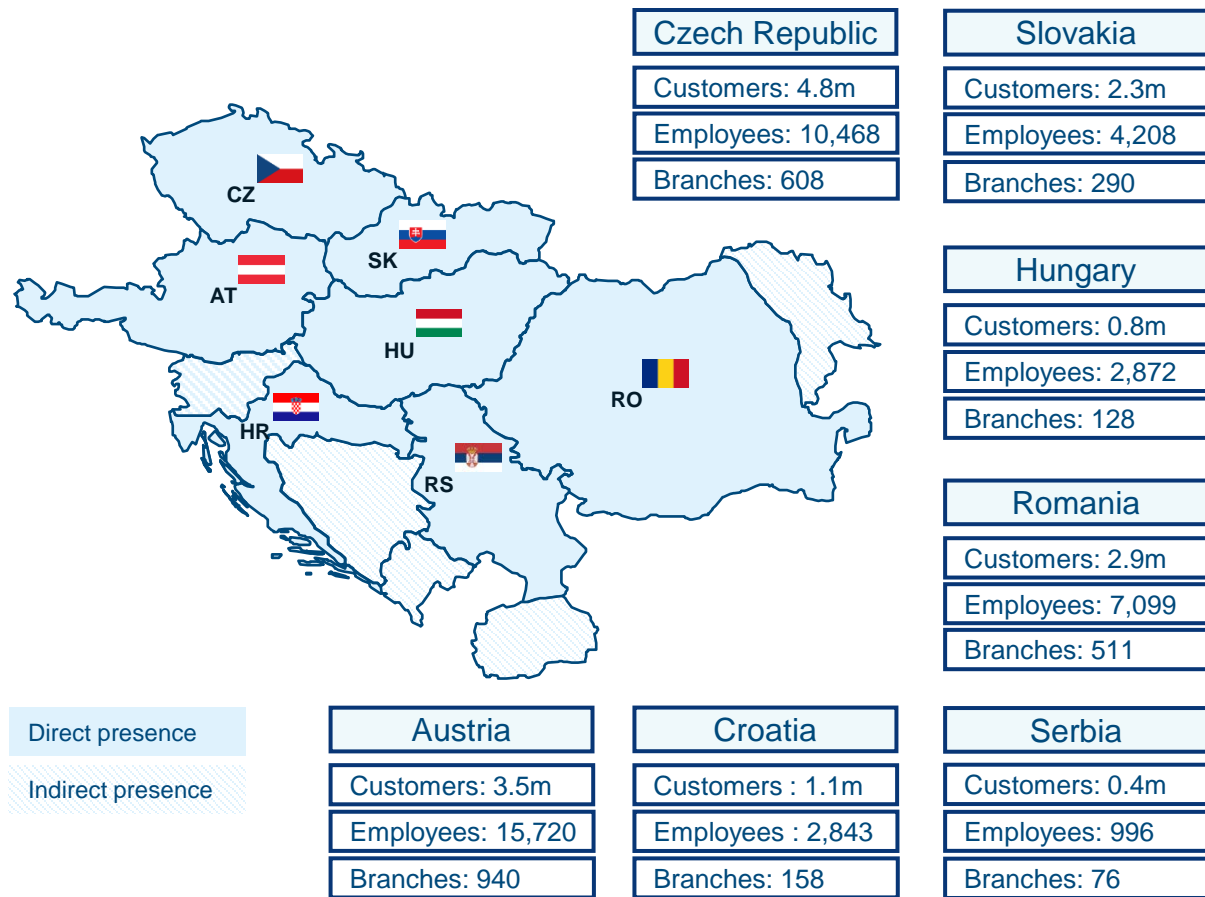 Czech Republic
Customers: 4.8m
Employees: 10,468
Branches: 608
Slovakia
Customers: 2.3m
Employees: 4,208
Branches: 290
CZ
SK
AT
HU
RO
HR
RS
Hungary
Customers: 0.8m
Employees: 2,872
Branches: 128
Romania
Customers: 2.9m
Employees: 7,099
Branches: 511
Direct presence
Indirect presence
Austria
Customers: 3.5m
Employees: 15,720
Branches: 940
Croatia
Customers : 1.1m
Employees : 2,843
Branches: 158
Serbia
Customers: 0.4m
Employees: 996
Branches: 76